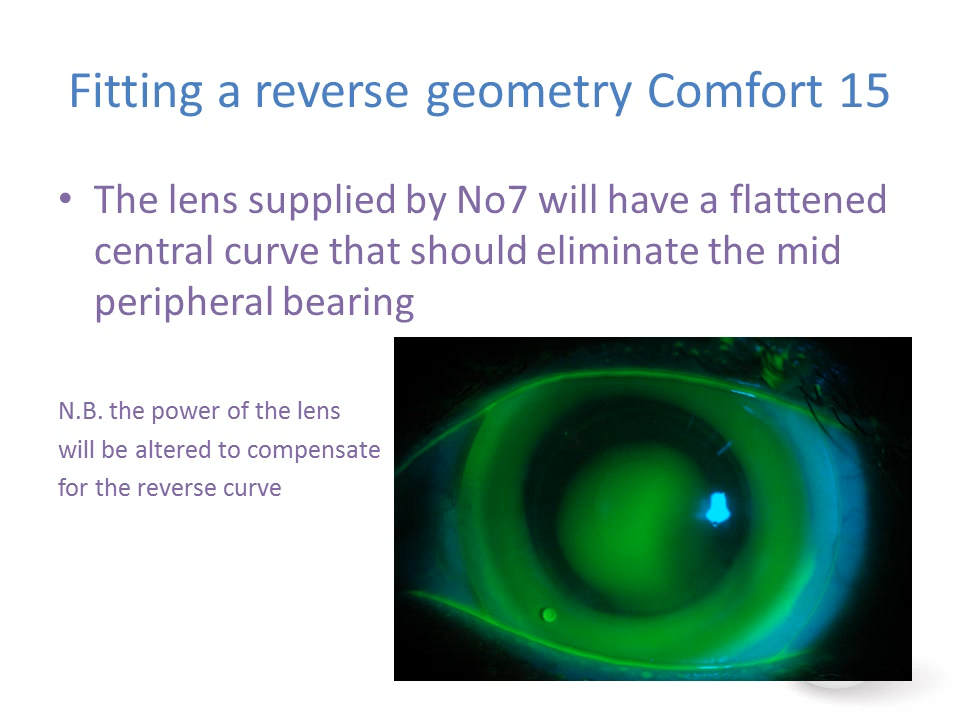 Fitting a reverse geometry Comfort 15
• The lens supplied by No7 will have a flattened
central curve that should eliminate the mid
peripheral bearing
N.B. the power of the lens
will be altered to compensate
for the reverse curve